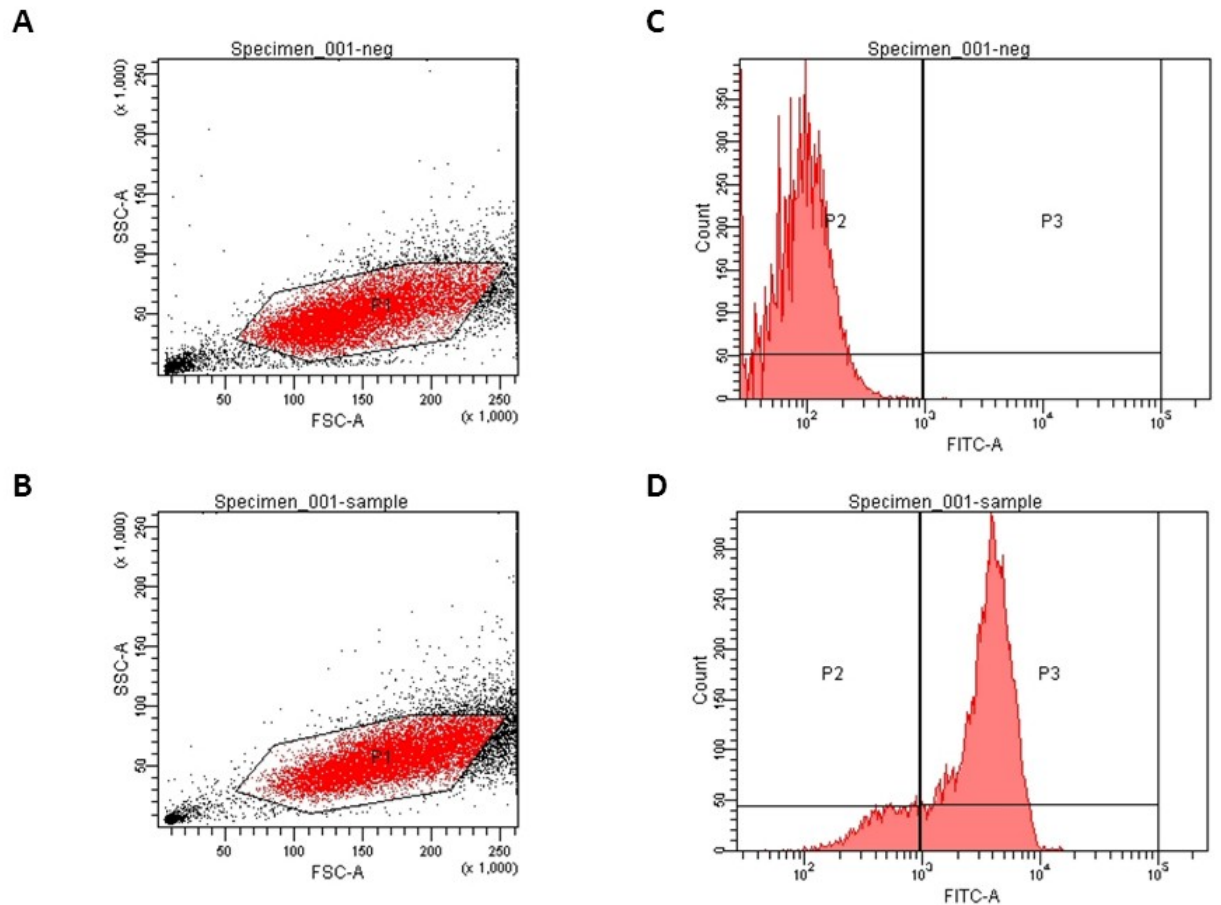 A
Specimen_001-neg
(x 1,000)
SSC-A
250
200
150
100
50
P1
50 100 150 200 250
FSC-A (x 1,000)
C
Specimen_001-neg
Count
350
300
250
200
150
100
50
0
P2 P3
10² 10³ 10⁴ 10⁵
FITC-A
B
Specimen_001-sample
(x 1,000)
SSC-A
250
200
150
100
50
P1
50 100 150 200 250
FSC-A (x 1,000)
D
Specimen_001-sample
Count
300
250
200
150
100
50
0
P2 P3
10² 10³ 10⁴ 10⁵
FITC-A